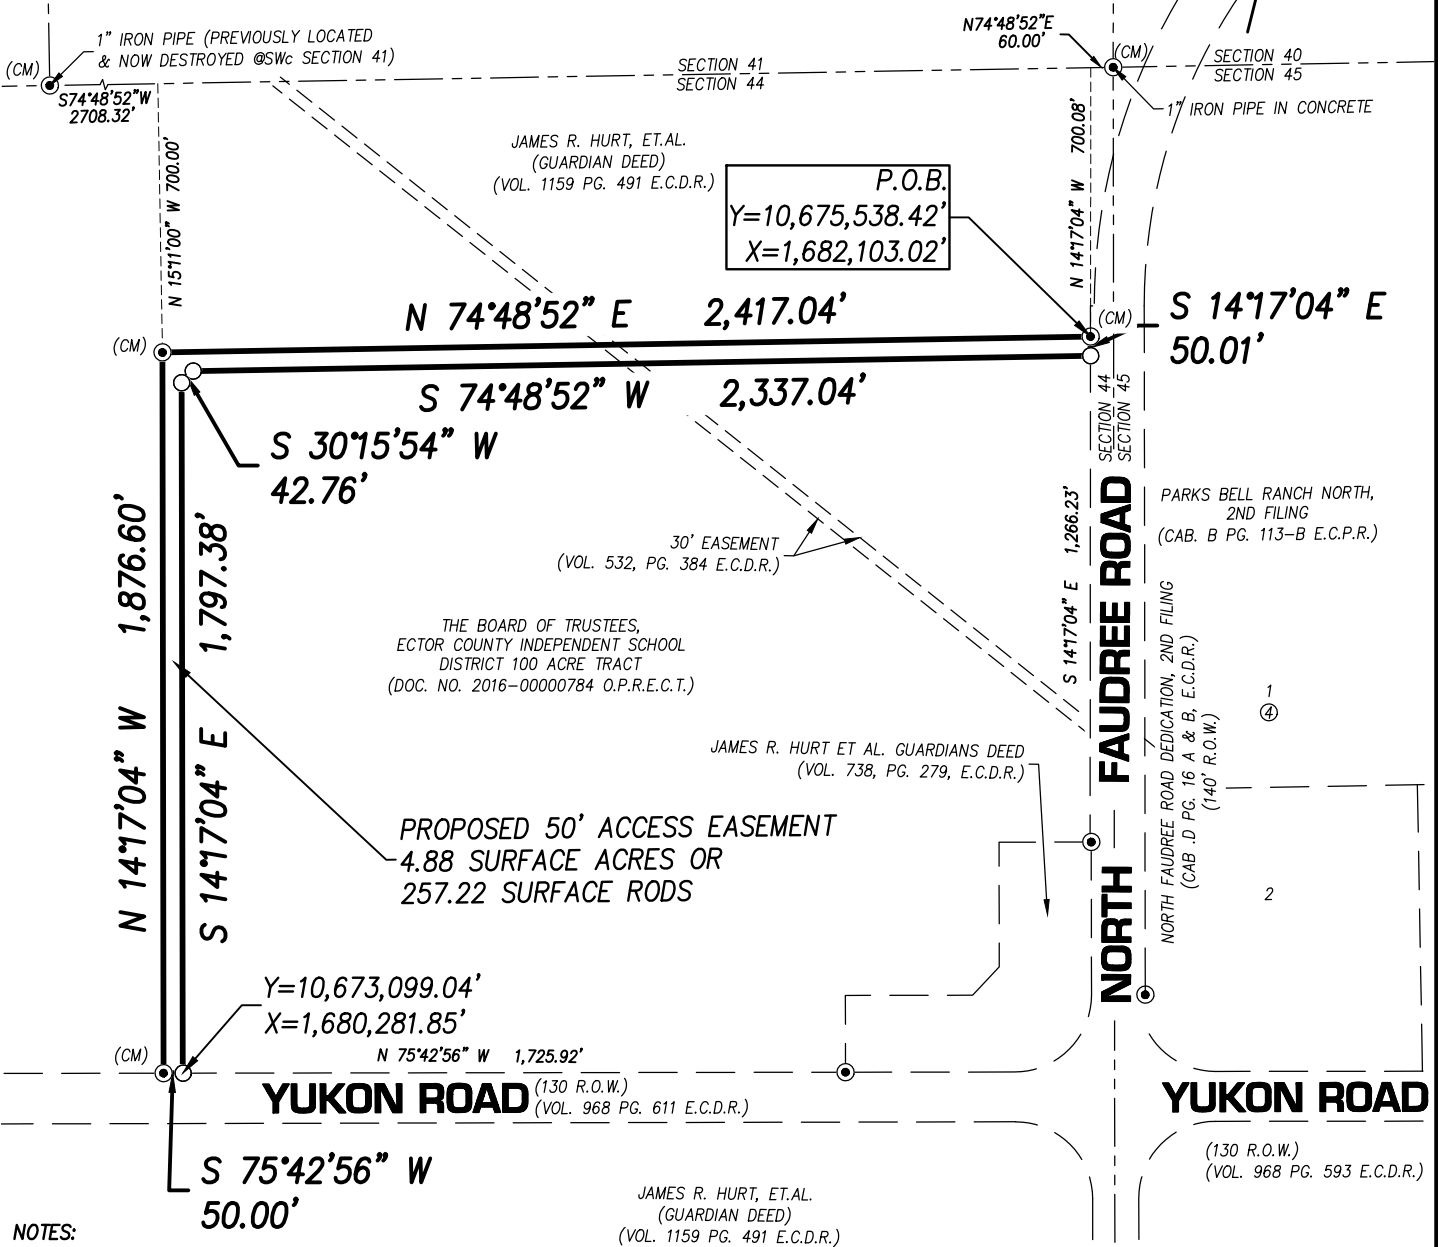 1" IRON PIPE (PREVIOUSLY LOCATED
& NOW DESTROYED @SWc SECTION 41)
(CM)
S74°48'52"W
2708.32'
SECTION 41
SECTION 44
N74°48'52"E
60.00'
(CM)
SECTION 40
SECTION 45
1" IRON PIPE IN CONCRETE
N 15°11'00" W 700.00'
JAMES R. HURT, ET.AL.
(GUARDIAN DEED)
(VOL. 1159 PG. 491 E.C.D.R.)
P.O.B.
Y=10,675,538.42'
X=1,682,103.02'
N 14°17'04" W 700.08'
N 74°48'52" E 2,417.04'
(CM)
(CM)
S 14°17'04" E
50.01'
S 74°48'52" W 2,337.04'
SECTION 44
SECTION 45
S 30°15'54" W
42.76'
N 14°17'04" W 1,876.60'
S 14°17'04" E 1,797.38'
30' EASEMENT
(VOL. 532, PG. 384 E.C.D.R.)
S 14°17'04" E 1,266.23'
NORTH FAUDREE ROAD
PARKS BELL RANCH NORTH,
2ND FILING
(CAB. B PG. 113-B E.C.P.R.)
THE BOARD OF TRUSTEES,
ECTOR COUNTY INDEPENDENT SCHOOL
DISTRICT 100 ACRE TRACT
(DOC. NO. 2016-00000784 O.P.R.E.C.T.)
NORTH FAUDREE ROAD DEDICATION, 2ND FILING
(CAB .D PG. 16 A & B, E.C.D.R.)
(140' R.O.W.)
1
4
JAMES R. HURT ET AL. GUARDIANS DEED
(VOL. 738, PG. 279, E.C.D.R.)
PROPOSED 50' ACCESS EASEMENT
4.88 SURFACE ACRES OR
257.22 SURFACE RODS
2
Y=10,673,099.04'
X=1,680,281.85'
(CM)
N 75°42'56" W 1,725.92'
YUKON ROAD
(130 R.O.W.)
(VOL. 968 PG. 611 E.C.D.R.)
YUKON ROAD
(130 R.O.W.)
(VOL. 968 PG. 593 E.C.D.R.)
S 75°42'56" W
50.00'
JAMES R. HURT, ET.AL.
(GUARDIAN DEED)
(VOL. 1159 PG. 491 E.C.D.R.)
NOTES: